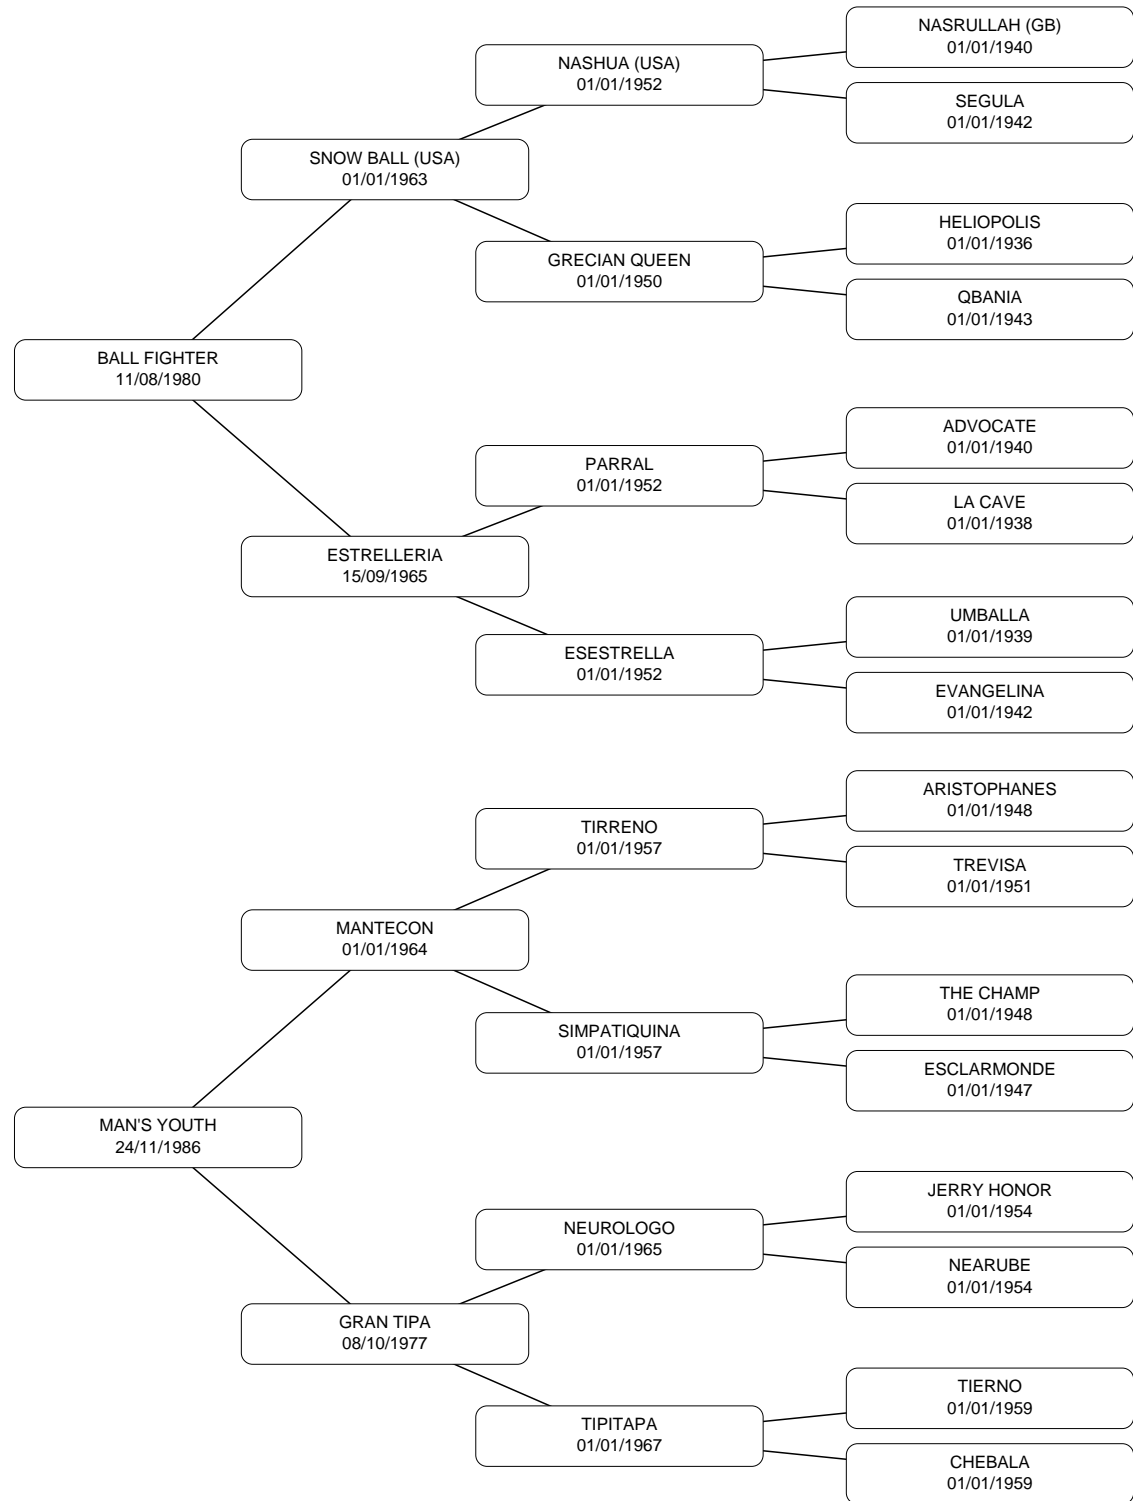 NASRULLAH (GB)
01/01/1940
NASHUA (USA)
01/01/1952
SEGULA
01/01/1942
SNOW BALL (USA)
01/01/1963
HELIOPOLIS
01/01/1936
GRECIAN QUEEN
01/01/1950
QBANIA
01/01/1943
BALL FIGHTER
11/08/1980
ADVOCATE
01/01/1940
PARRAL
01/01/1952
LA CAVE
01/01/1938
ESTRELLERIA
15/09/1965
UMBALLA
01/01/1939
ESESTRELLA
01/01/1952
EVANGELINA
01/01/1942
ARISTOPHANES
01/01/1948
TIRRENO
01/01/1957
TREVISA
01/01/1951
MANTECON
01/01/1964
THE CHAMP
01/01/1948
SIMPATIQUINA
01/01/1957
ESCLARMONDE
01/01/1947
MAN'S YOUTH
24/11/1986
JERRY HONOR
01/01/1954
NEUROLOGO
01/01/1965
NEARUBE
01/01/1954
GRAN TIPA
08/10/1977
TIERNO
01/01/1959
TIPITAPA
01/01/1967
CHEBALA
01/01/1959